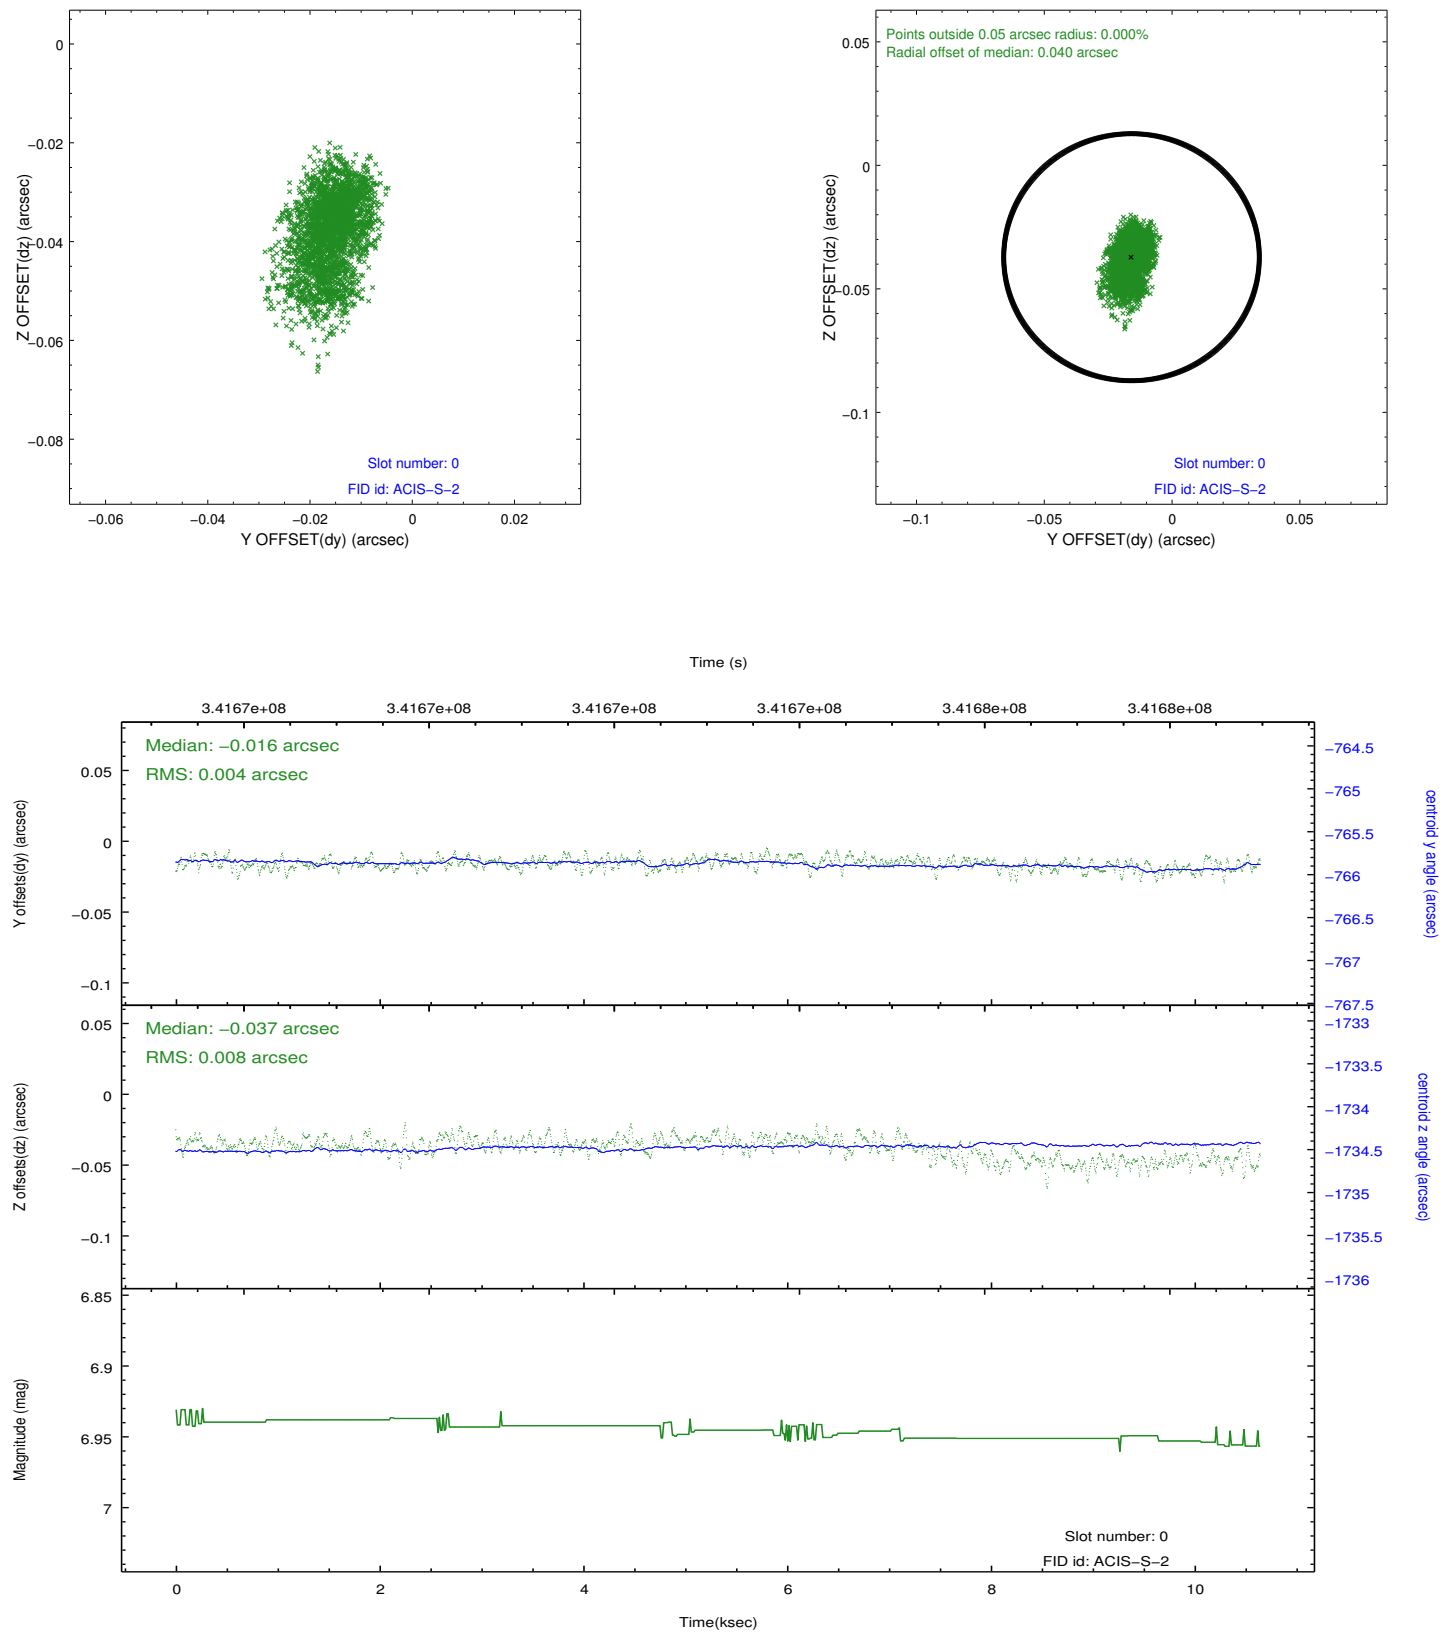 0
−0.02
−0.04
−0.06
−0.08
Z OFFSET(dz) (arcsec)
Slot number: 0
FID id: ACIS−S−2
−0.06
−0.04
−0.02
0
0.02
Y OFFSET(dy) (arcsec)
Points outside 0.05 arcsec radius: 0.000%
Radial offset of median: 0.040 arcsec
0.05
0
−0.05
−0.1
Z OFFSET(dz) (arcsec)
Slot number: 0
FID id: ACIS−S−2
−0.1
−0.05
0
0.05
Y OFFSET(dy) (arcsec)
Time (s)
3.4167e+08
3.4167e+08
3.4167e+08
3.4167e+08
3.4168e+08
3.4168e+08
Median: −0.016 arcsec
RMS: 0.004 arcsec
0.05
0
−0.05
−0.1
Y offsets(dy) (arcsec)
−764.5
−765
−765.5
−766
−766.5
−767
−767.5
centroid y angle (arcsec)
Median: −0.037 arcsec
RMS: 0.008 arcsec
0.05
0
−0.05
−0.1
Z offsets(dz) (arcsec)
−1733
−1733.5
−1734
−1734.5
−1735
−1735.5
−1736
centroid z angle (arcsec)
6.85
6.9
6.95
7
Magnitude (mag)
Slot number: 0
FID id: ACIS−S−2
0
2
4
6
8
10
Time(ksec)